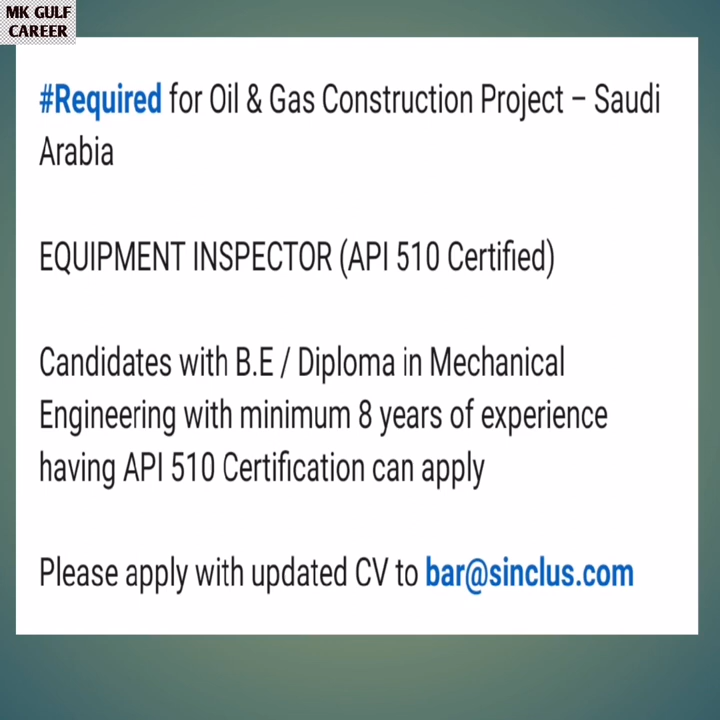 MK GULF
CAREER
#Required for Oil & Gas Construction Project – Saudi
Arabia
EQUIPMENT INSPECTOR (API 510 Certified)
Candidates with B.E / Diploma in Mechanical
Engineering with minimum 8 years of experience
having API 510 Certification can apply
Please apply with updated CV to bar@sinclus.com